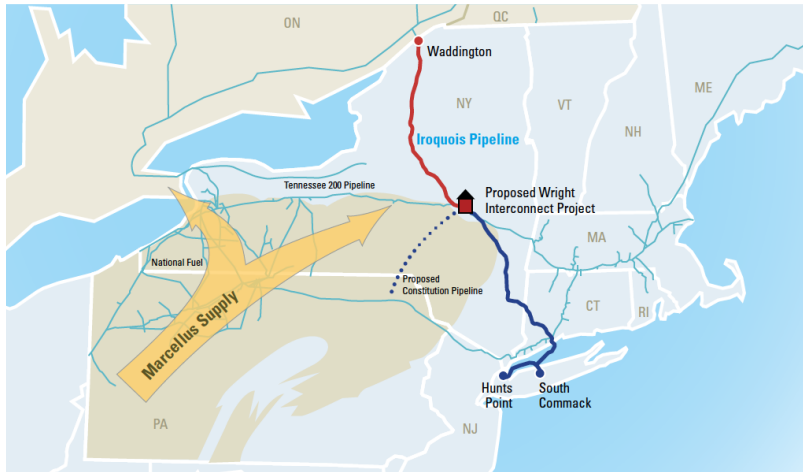 QC
ON
Waddington
ME
NY
VT
NH
Iroquois Pipeline
Tennessee 200 Pipeline
Proposed Wright
Interconnect Project
MA
National Fuel
Proposed
Constitution Pipeline
CT
RI
Marcellus Supply
Hunts
Point
South
Commack
PA
NJ